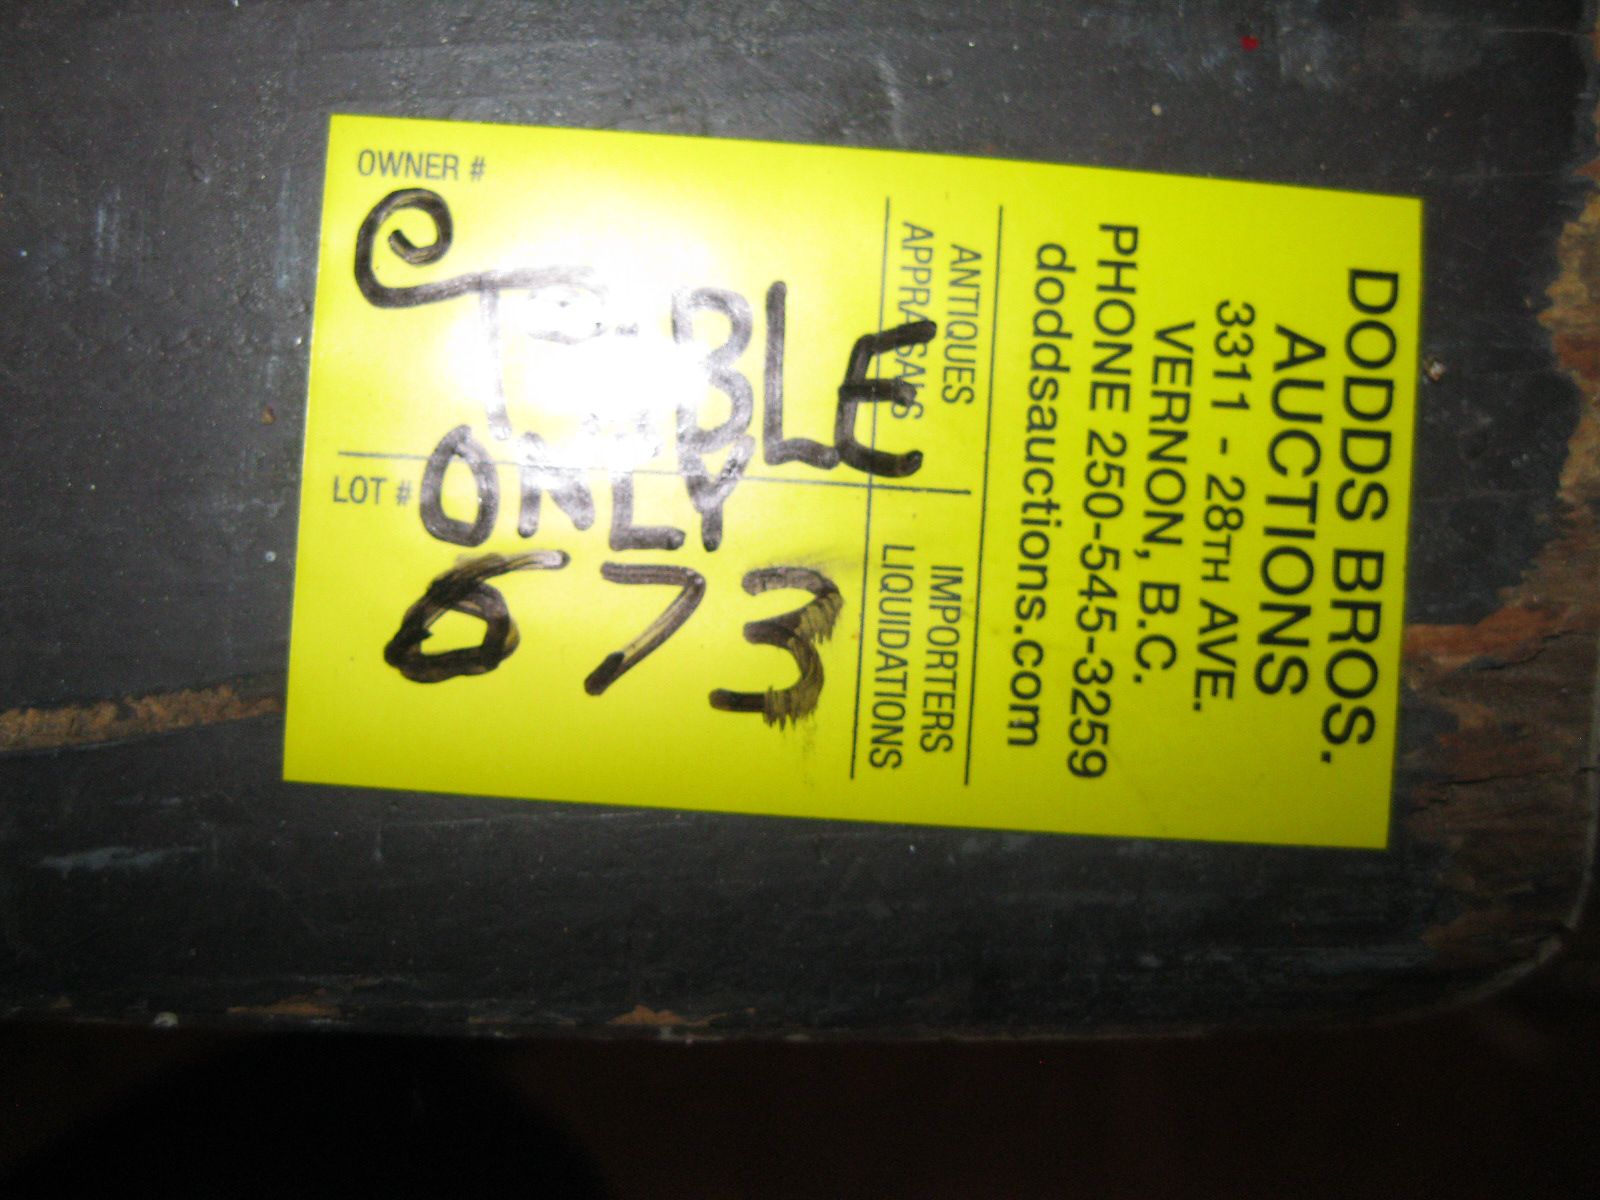 DODDS BROS.
AUCTIONS
3311 - 28TH AVE.
VERNON, B.C.
PHONE 250-545-3259
doddsauctions.com
ANTIQUES
APPRAISALS
IMPORTERS
LIQUIDATIONS
OWNER #
TABLE
LOT #
ONLY
673